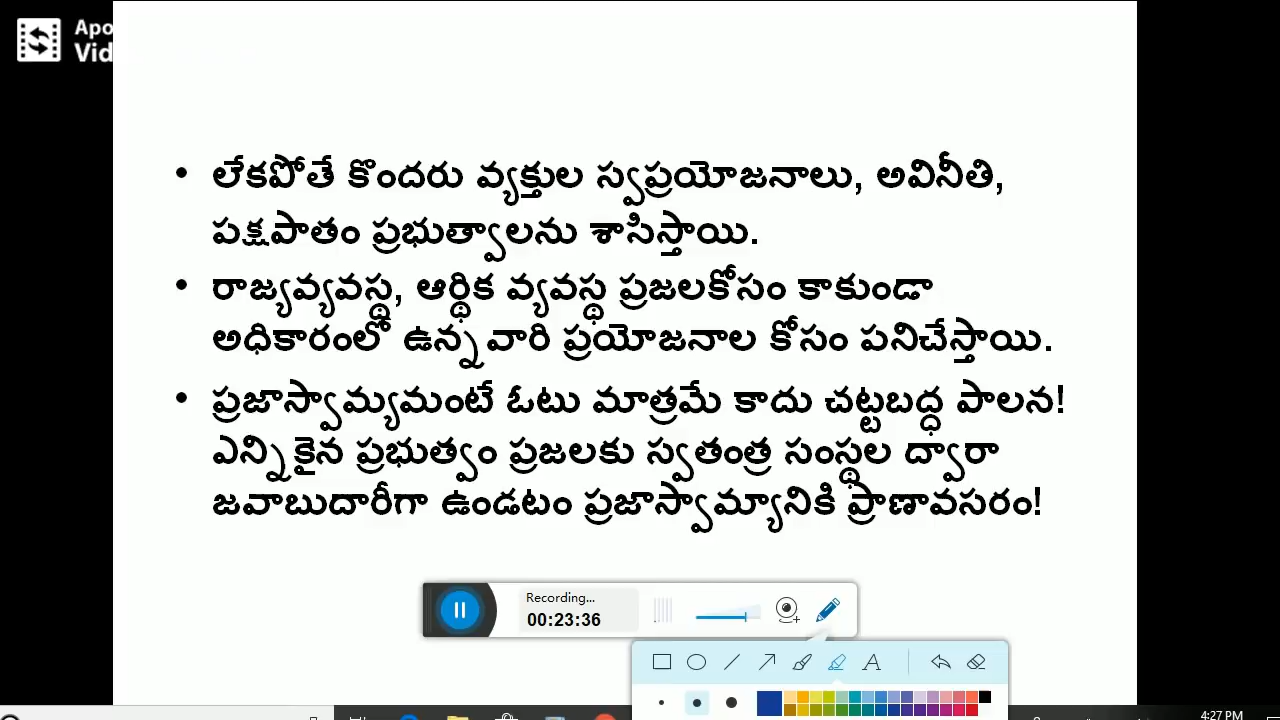 Apo
Vid
• లేకపోతే కొందరు వ్యక్తుల స్వప్రయోజనాలు, అవినీతి,
పక్షపాతం ప్రభుత్వాలను శాసిస్తాయి.
• రాజ్యవ్యవస్థ, ఆర్థిక వ్యవస్థ ప్రజలకోసం కాకుండా
అధికారంలో ఉన్నవారి ప్రయోజనాల కోసం పనిచేస్తాయి.
• ప్రజాస్వామ్యమంటే ఓటు మాత్రమే కాదు చట్టబద్ధ పాలన!
ఎన్నికైన ప్రభుత్వం ప్రజలకు స్వతంత్ర సంస్థల ద్వారా
జవాబుదారీగా ఉండటం ప్రజాస్వామ్యానికి ప్రాణావసరం!
Recording...
00:23:36
A
4:27 PM